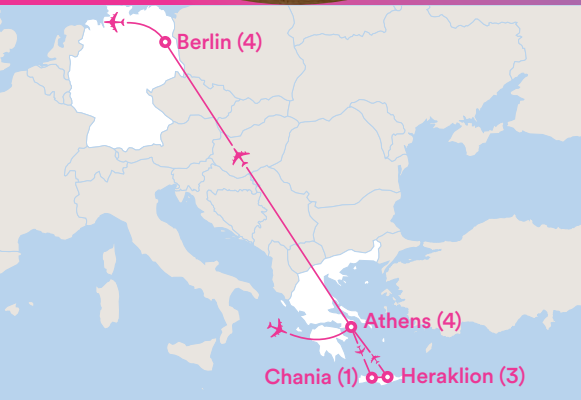 Berlin (4)
Athens (4)
Chania (1)
Heraklion (3)